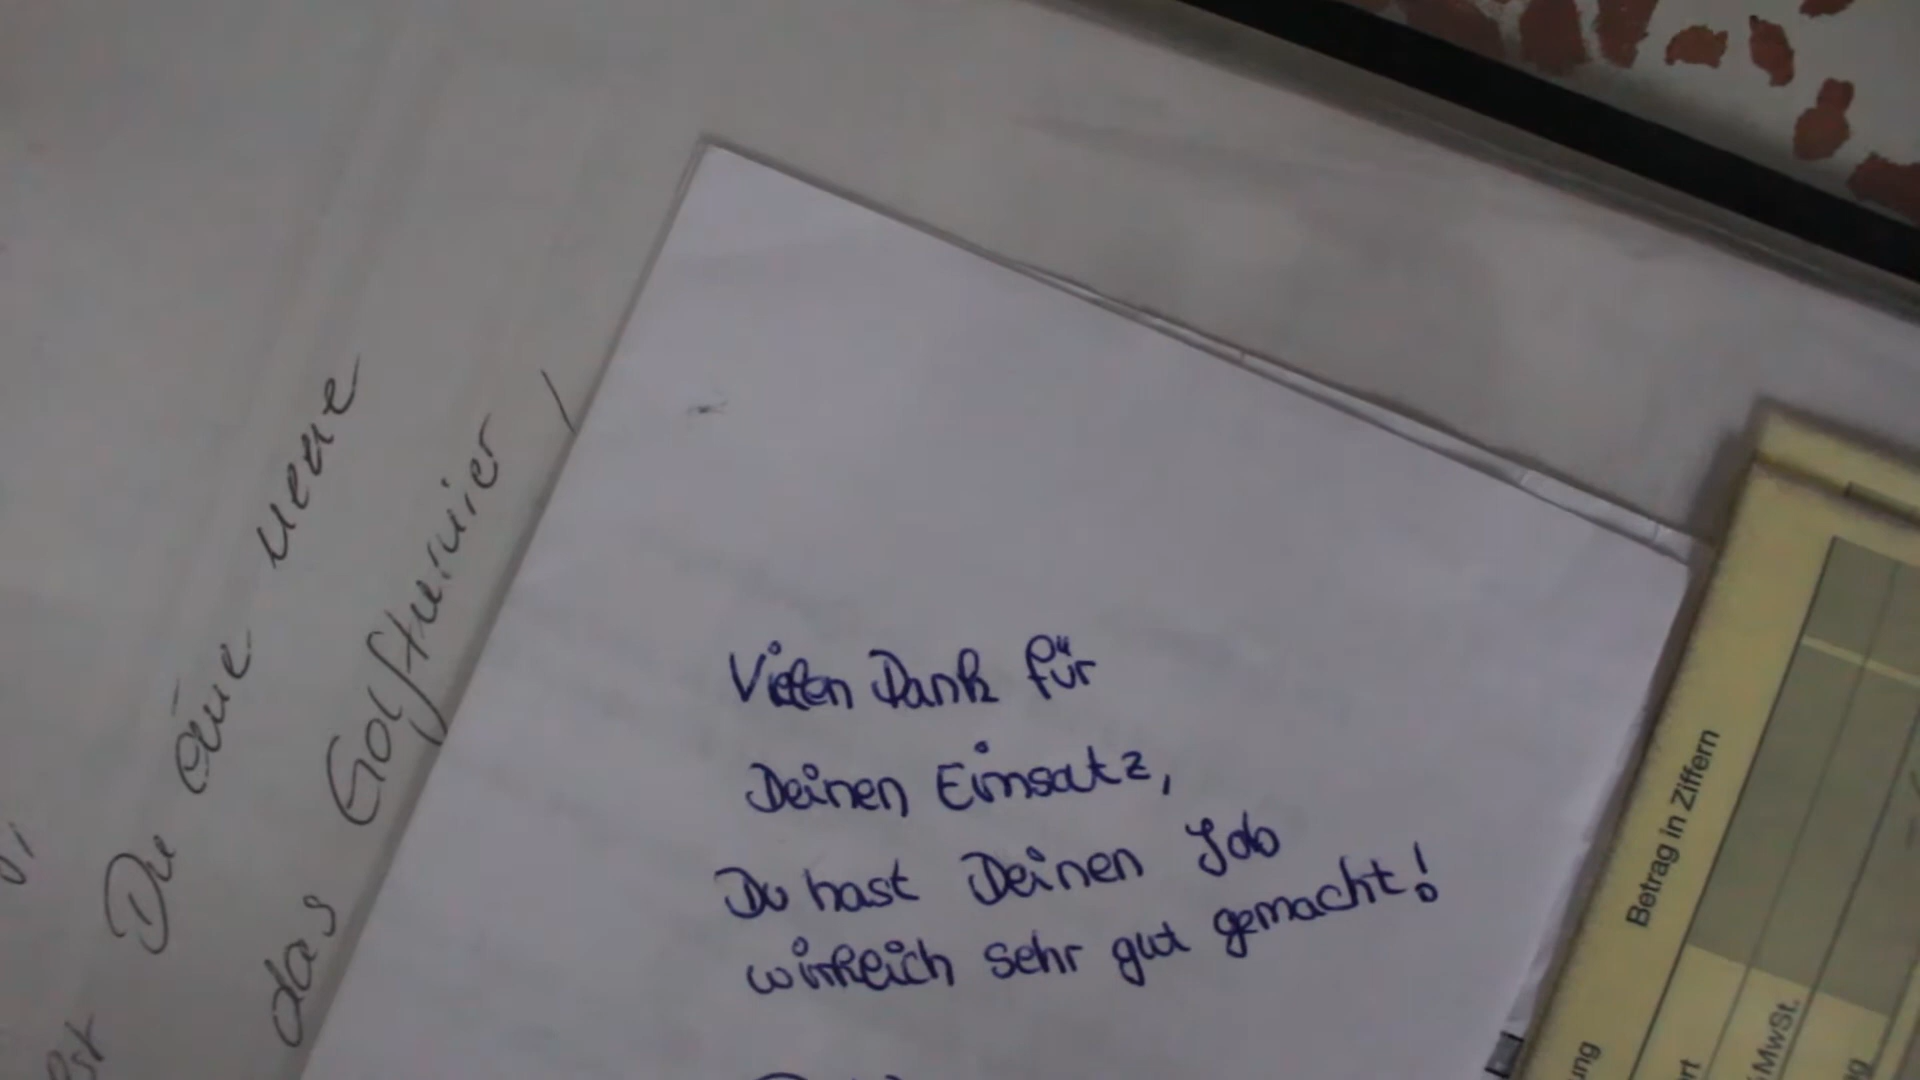 Du eine neue
das Golfturnier
Vielen Dank für
Deinen Einsatz,
Du hast Deinen Job
wirklich sehr gut gemacht!
Betrag in Ziffern
MwSt.